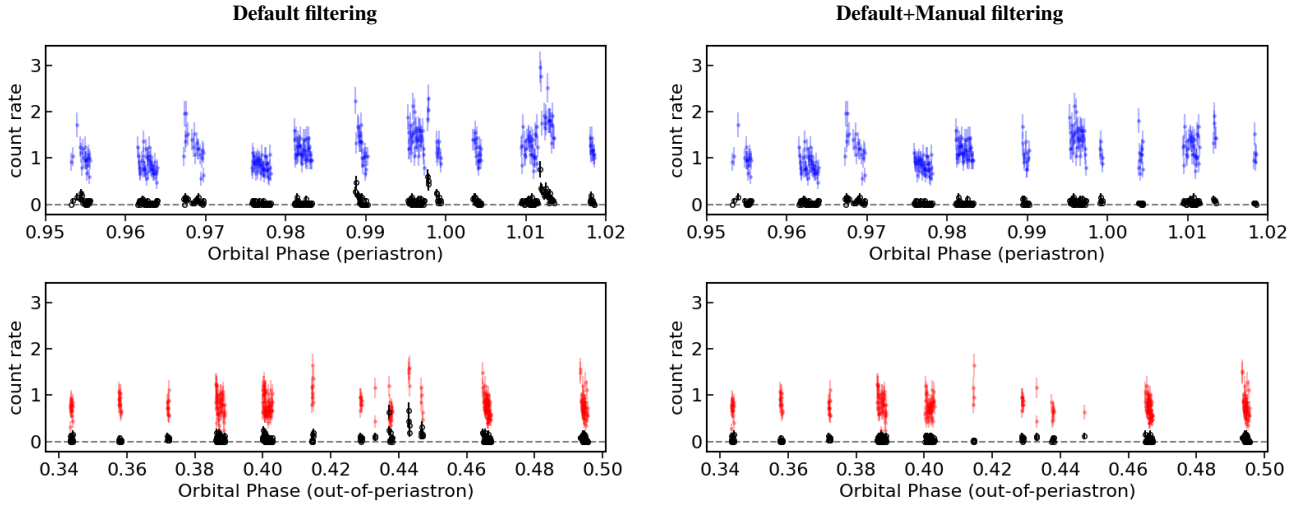 Default filtering
Default+Manual filtering
count rate
3
2
1
0
0.95 0.96 0.97 0.98 0.99 1.00 1.01 1.02
Orbital Phase (periastron)
count rate
3
2
1
0
0.95 0.96 0.97 0.98 0.99 1.00 1.01 1.02
Orbital Phase (periastron)
count rate
3
2
1
0
0.34 0.36 0.38 0.40 0.42 0.44 0.46 0.48 0.50
Orbital Phase (out-of-periastron)
count rate
3
2
1
0
0.34 0.36 0.38 0.40 0.42 0.44 0.46 0.48 0.50
Orbital Phase (out-of-periastron)